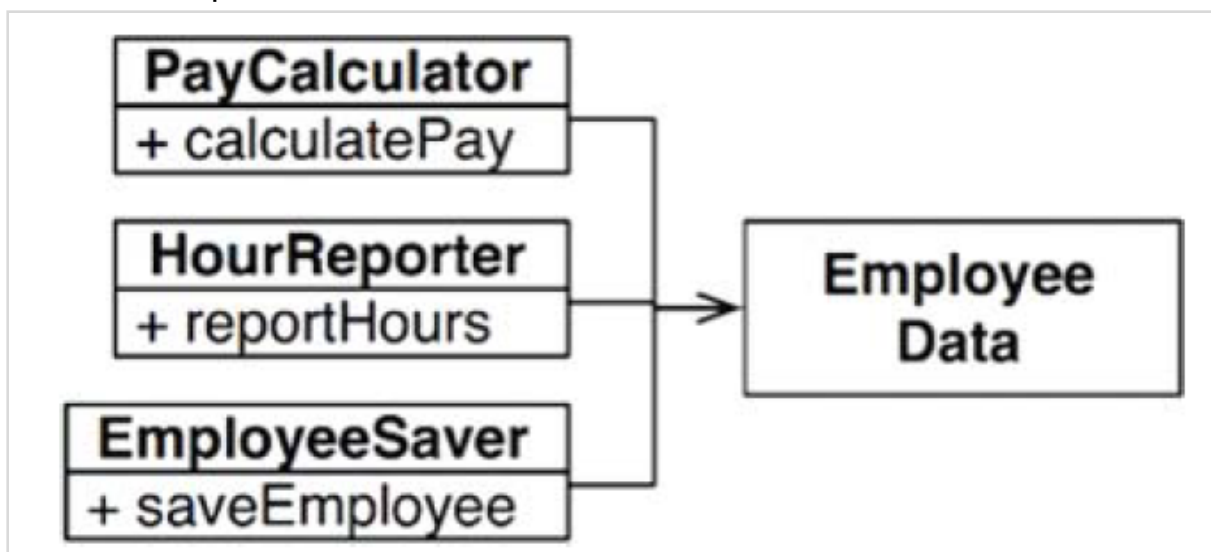 PayCalculator
+ calculatePay
HourReporter
+ reportHours
EmployeeSaver
+ saveEmployee
Employee
Data